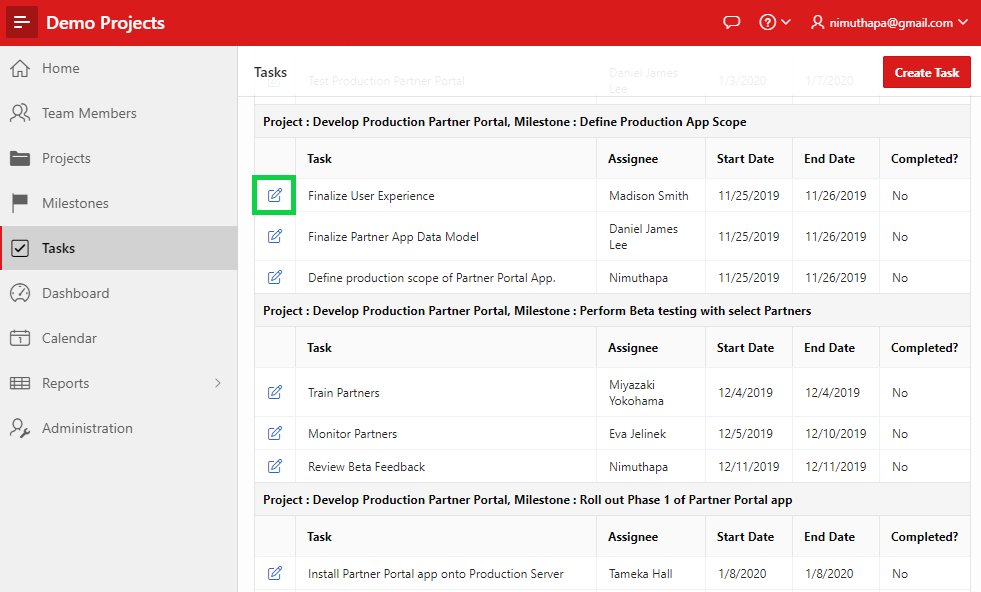 Demo Projects
nimuthapa@gmail.com
Home
Team Members
Projects
Milestones
Tasks
Dashboard
Calendar
1
Reports
Administration
Tasks
Create Task
Test Production Partner Portal Daniel James 1/3/2020 1/7/2020
Lee
Project : Develop Production Partner Portal, Milestone : Define Production App Scope
Task Assignee Start Date End Date Completed?
Finalize User Experience Madison Smith 11/25/2019 11/26/2019 No
Finalize Partner App Data Model Daniel James 11/25/2019 11/26/2019 No
Lee
Define production scope of Partner Portal App. Nimuthapa 11/25/2019 11/26/2019 No
Project : Develop Production Partner Portal, Milestone : Perform Beta testing with select Partners
Task Assignee Start Date End Date Completed?
Train Partners Miyazaki 12/4/2019 12/4/2019 No
Yokohama
Monitor Partners Eva Jelinek 12/5/2019 12/10/2019 No
Review Beta Feedback Nimuthapa 12/11/2019 12/11/2019 No
Project : Develop Production Partner Portal, Milestone : Roll out Phase 1 of Partner Portal app
Task Assignee Start Date End Date Completed?
Install Partner Portal app onto Production Server Tameka Hall 1/8/2020 1/8/2020 No